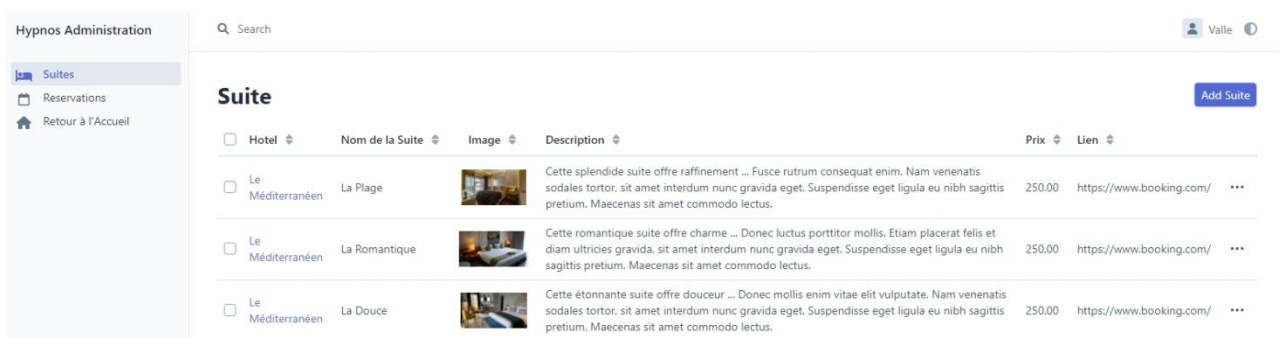 Hypnos Administration
Search
Valle
Suites
Reservations
Retour à l'Accueil
Suite
Add Suite
Hotel Nom de la Suite Image Description Prix Lien
Le
Méditerranéen
La Plage
Cette splendide suite offre raffinement ... Fusce rutrum consequat enim. Nam venenatis
sodales tortor, sit amet interdum nunc gravida eget. Suspendisse eget ligula eu nibh sagittis
pretium. Maecenas sit amet commodo lectus.
250.00
https://www.booking.com/
Le
Méditerranéen
La Romantique
Cette romantique suite offre charme ... Donec luctus porttitor mollis. Etiam placerat felis et
diam ultricies gravida, sit amet interdum nunc gravida eget. Suspendisse eget ligula eu nibh
sagittis pretium. Maecenas sit amet commodo lectus.
250.00
https://www.booking.com/
Le
Méditerranéen
La Douce
Cette étonnante suite offre douceur ... Donec mollis enim vitae elit vulputate. Nam venenatis
sodales tortor, sit amet interdum nunc gravida eget. Suspendisse eget ligula eu nibh sagittis
pretium. Maecenas sit amet commodo lectus.
250.00
https://www.booking.com/